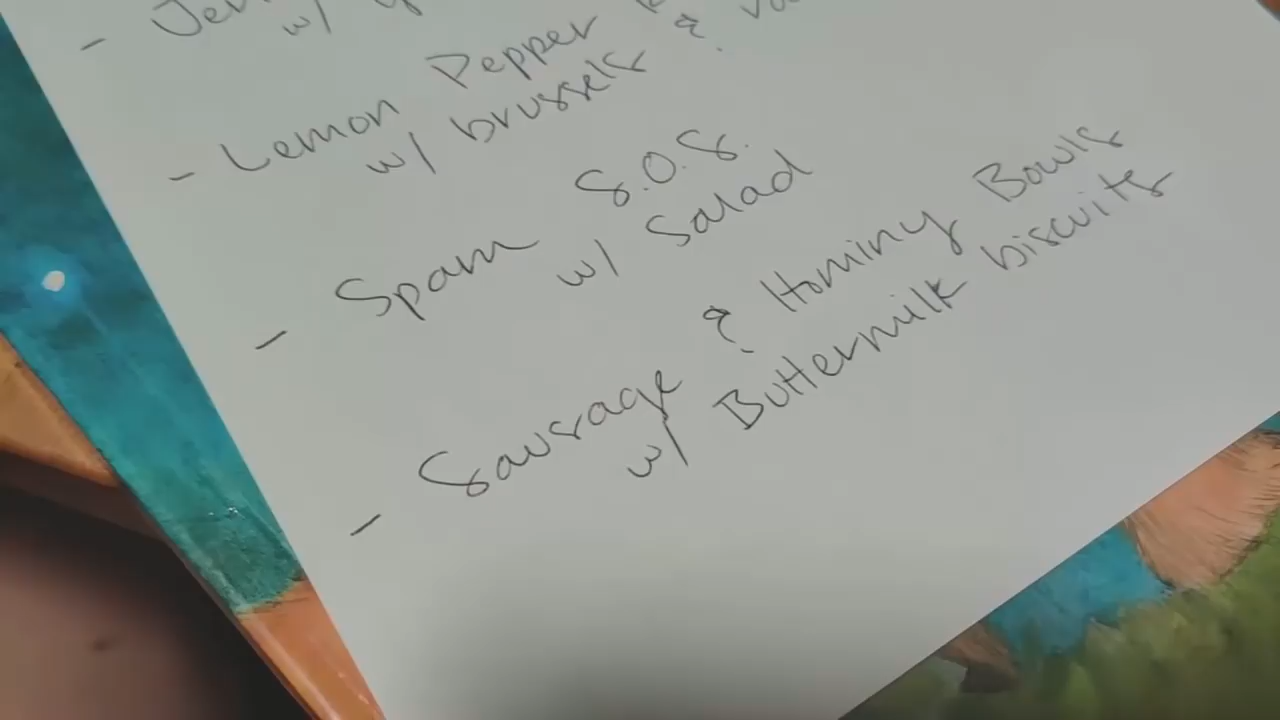 -
w/
- Lemon Pepper
w/ brussels &
- Spam S.O.S.
w/ Salad
- Sausage & Hominy Bowls
w/ Buttermilk biscuits